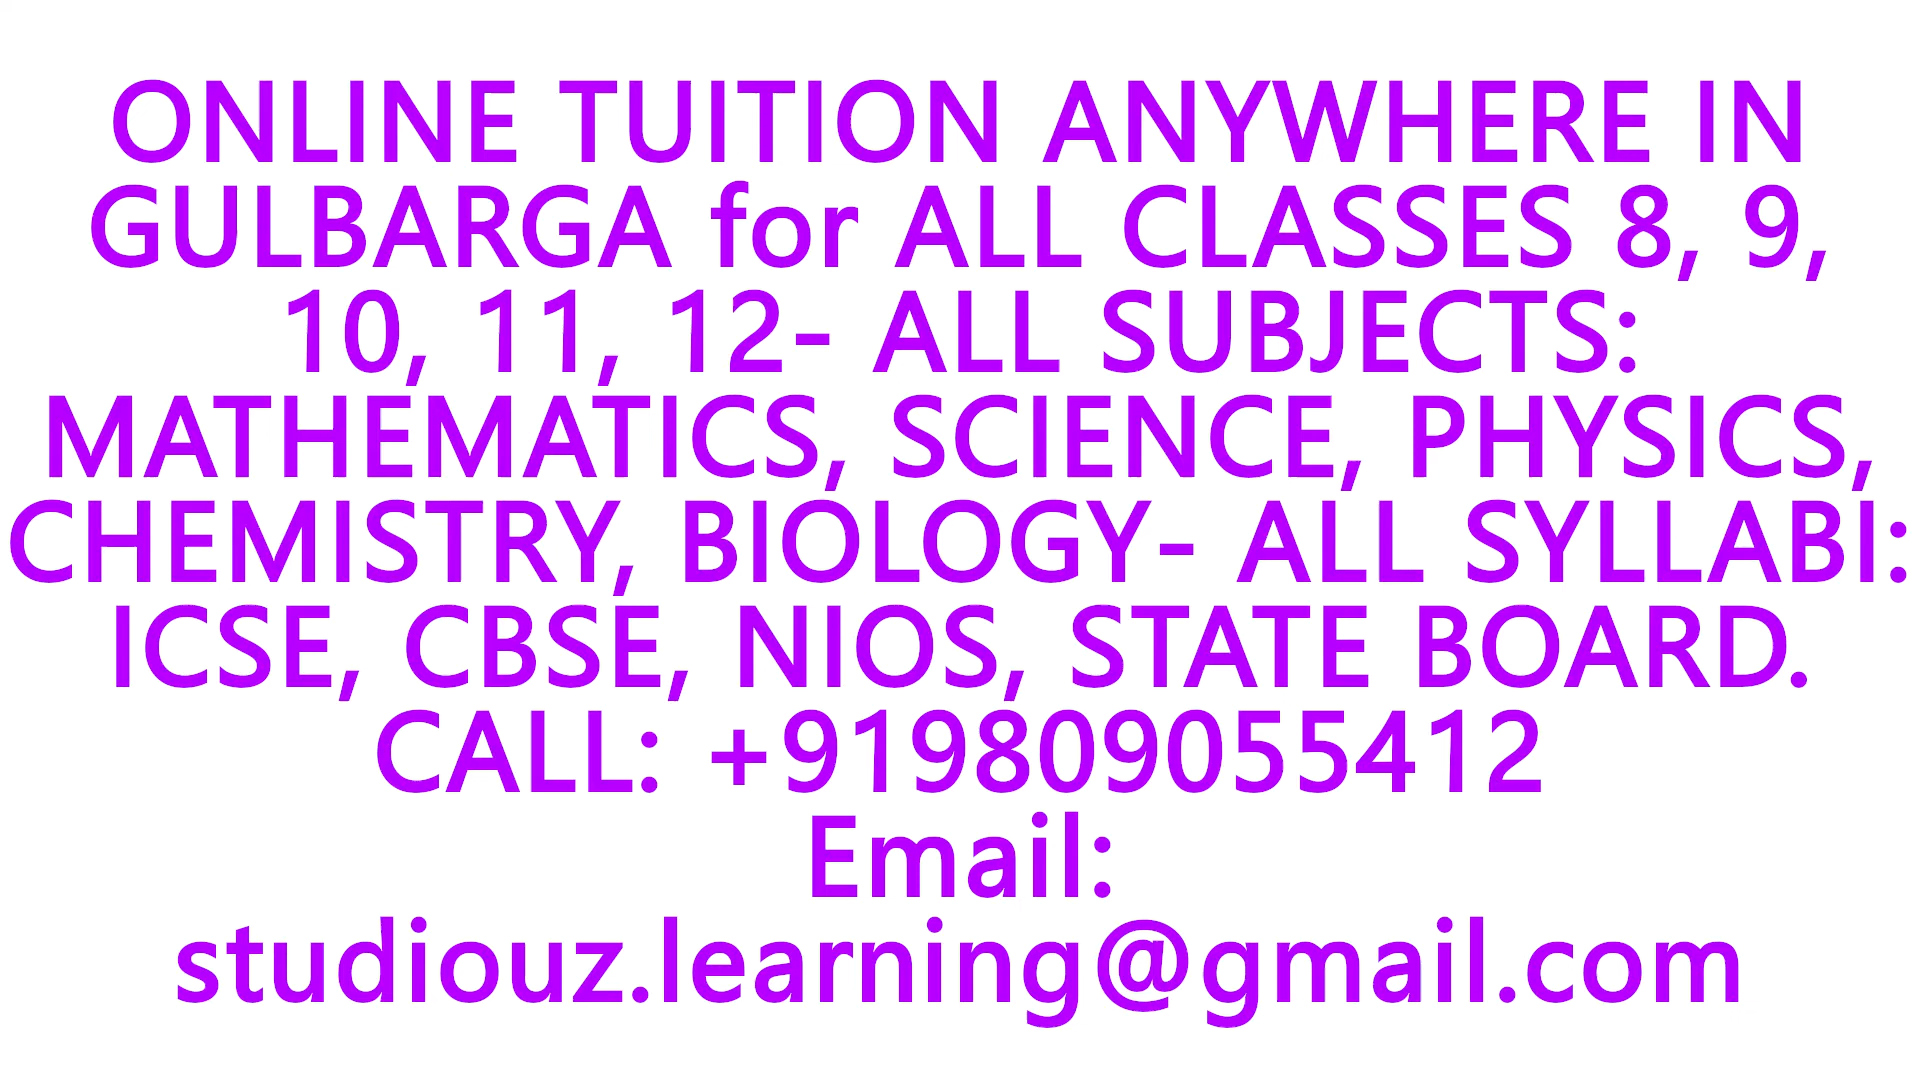 ONLINE TUITION ANYWHERE IN
GULBARGA for ALL CLASSES 8, 9,
10, 11, 12- ALL SUBJECTS:
MATHEMATICS, SCIENCE, PHYSICS,
CHEMISTRY, BIOLOGY- ALL SYLLABI:
ICSE, CBSE, NIOS, STATE BOARD.
CALL: +919809055412
Email:
studiouz.learning@gmail.com